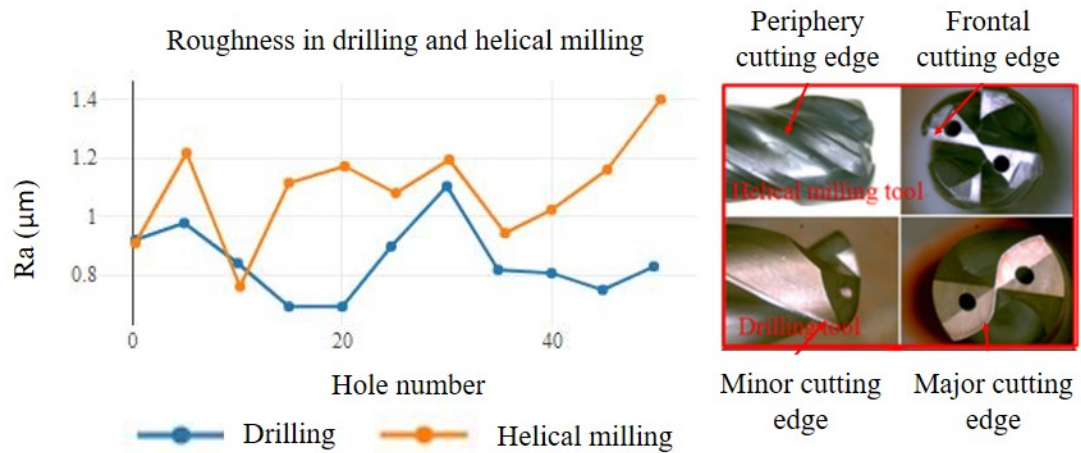 Roughness in drilling and helical milling
1.4
1.2
1
0.8
Ra (μm)
0
20
40
Hole number
Drilling
Helical milling
Periphery
cutting edge
Frontal
cutting edge
Helical milling tool
Drilling tool
Minor cutting
edge
Major cutting
edge